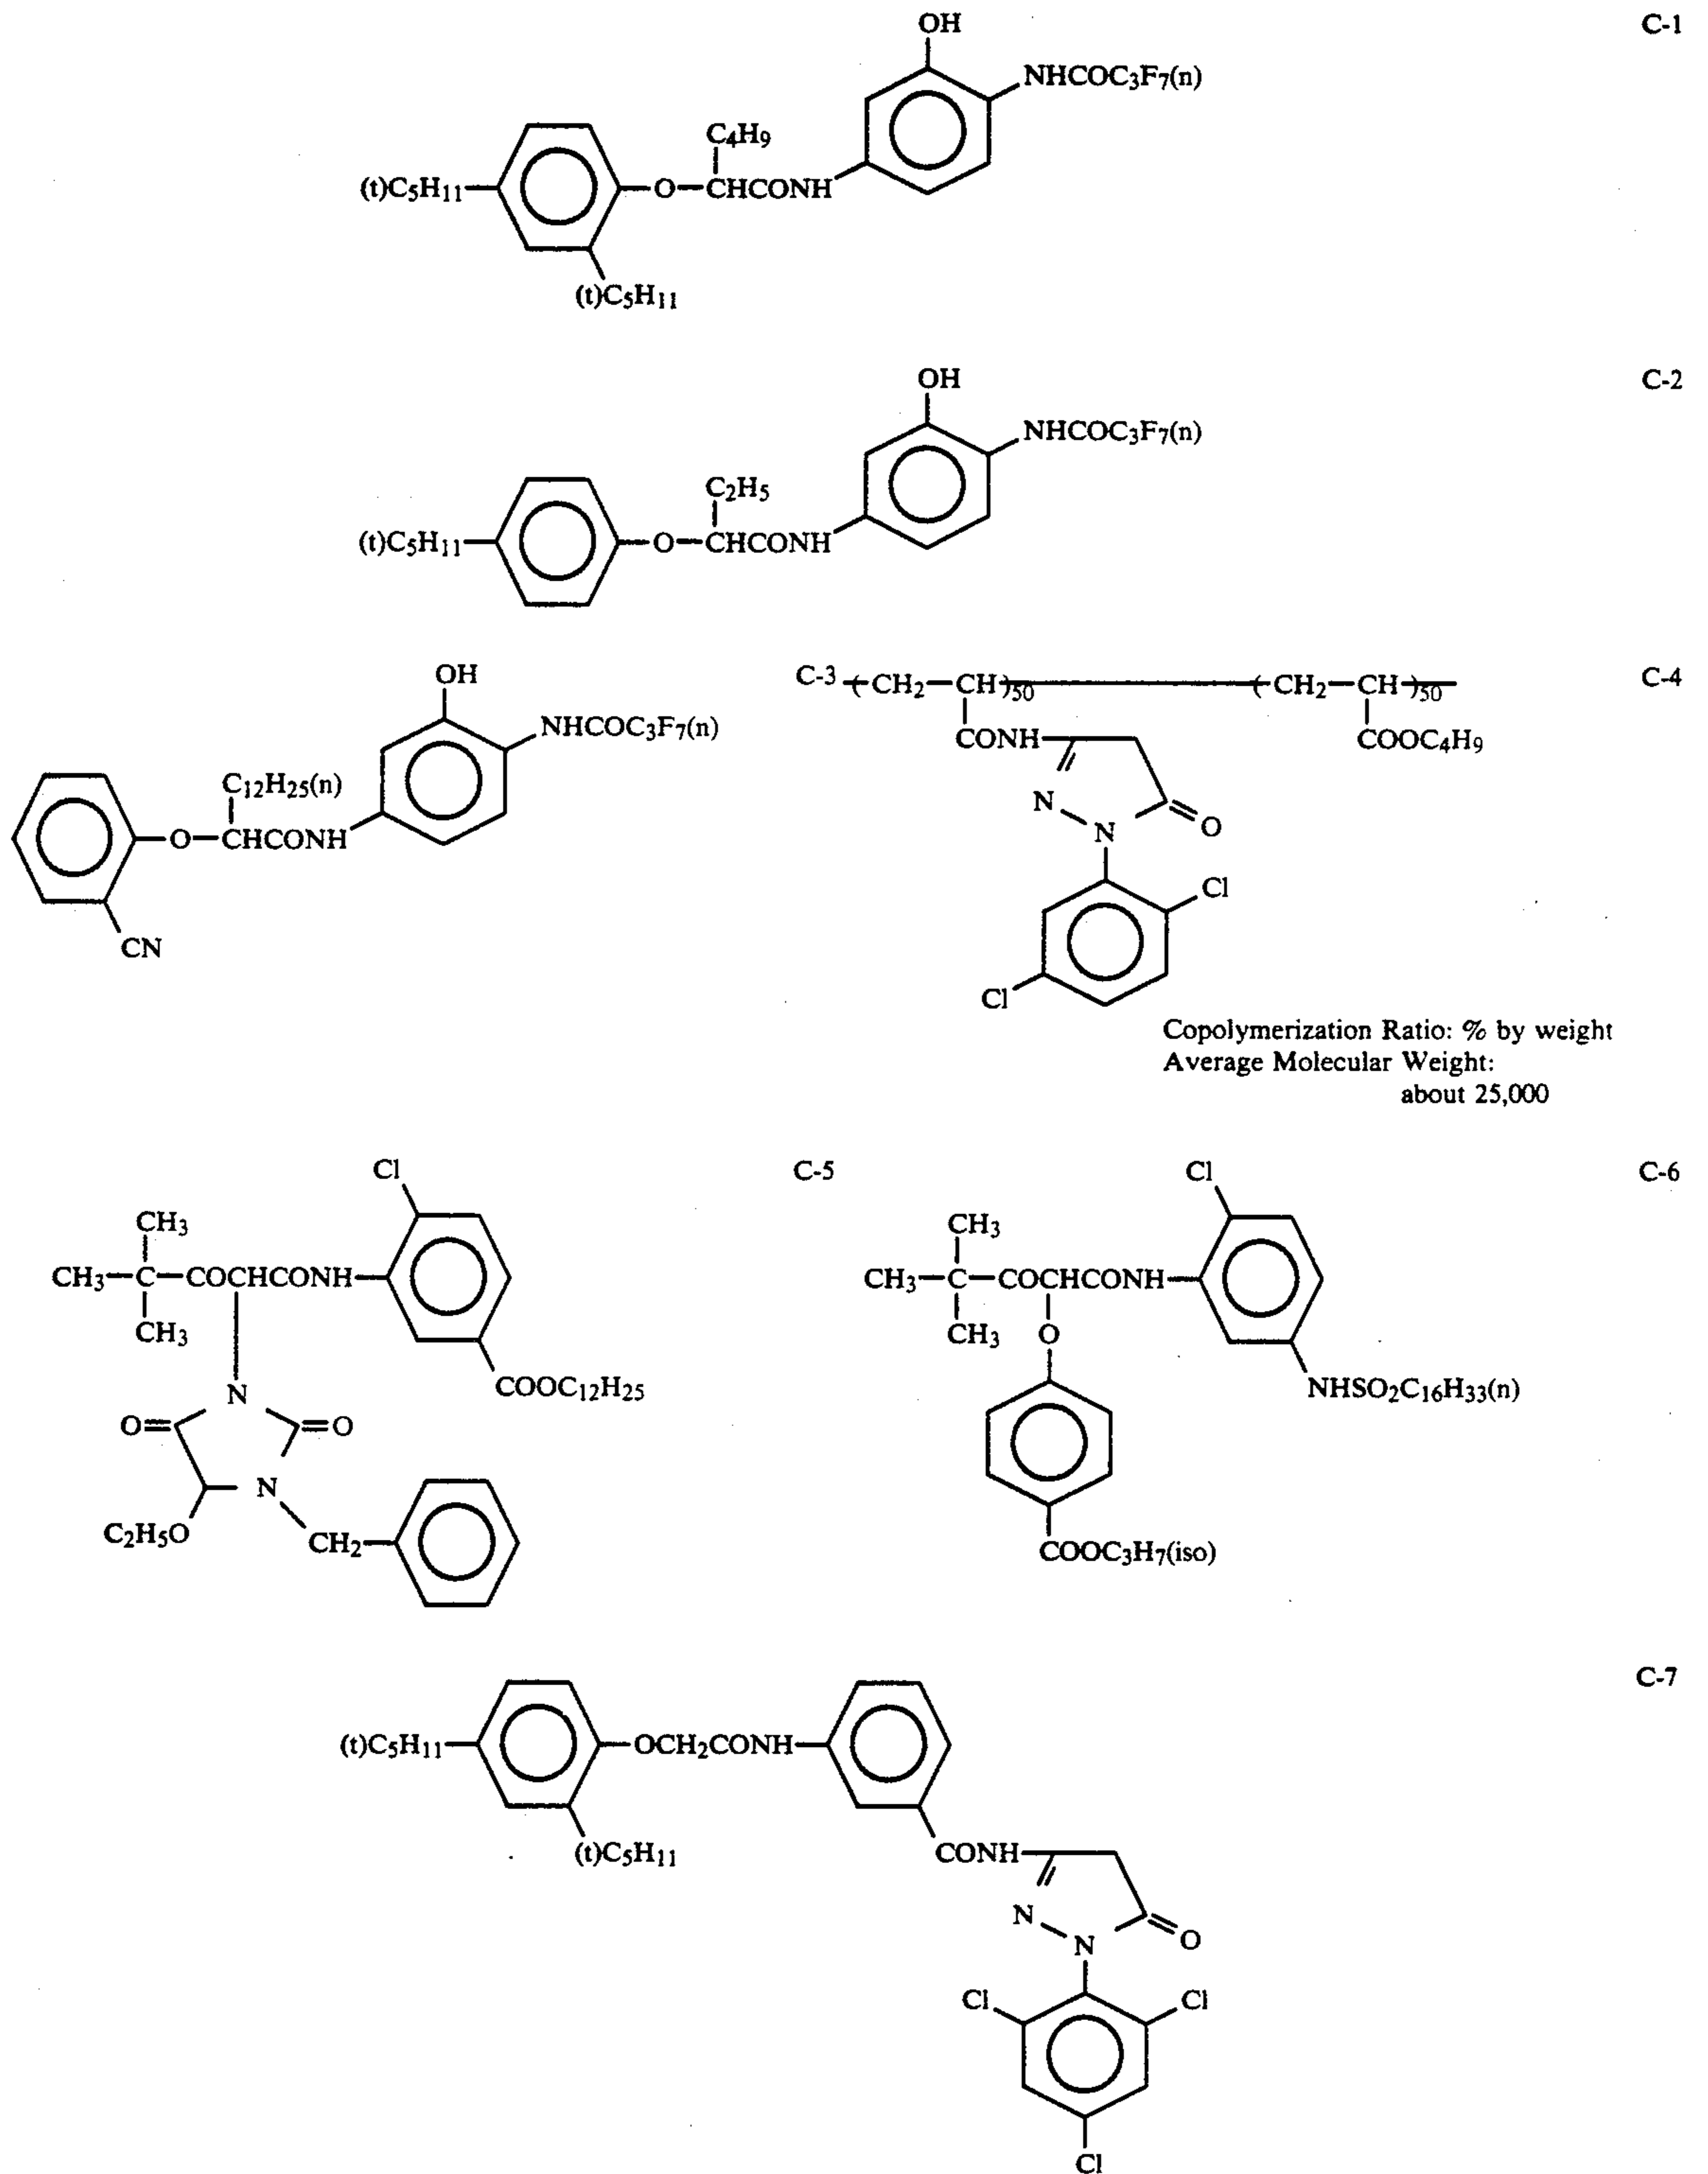 C-1
OH
NHCOC3F7(n)
C4H9
(t)C5H11
O
CHCONH
(t)C5H11
C-2
OH
NHCOC3F7(n)
C2H5
(t)C5H11
O
CHCONH
C-3
OH
NHCOC3F7(n)
C12H25(n)
O
CHCONH
CN
C-4
(CH2 CH)50 (CH2 CH)50
CONH
COOC4H9
N
N
O
Cl
Cl
Copolymerization Ratio: % by weight
Average Molecular Weight:
about 25,000
C-5
Cl
CH3
CH3 C COCHCONH
CH3
COOC12H25
N
O
O
N
C2H5O
CH2
C-6
Cl
CH3
CH3 C COCHCONH
CH3
O
NHSO2C16H33(n)
COOC3H7(iso)
C-7
(t)C5H11
OCH2CONH
(t)C5H11
CONH
N
N
O
Cl
Cl
Cl